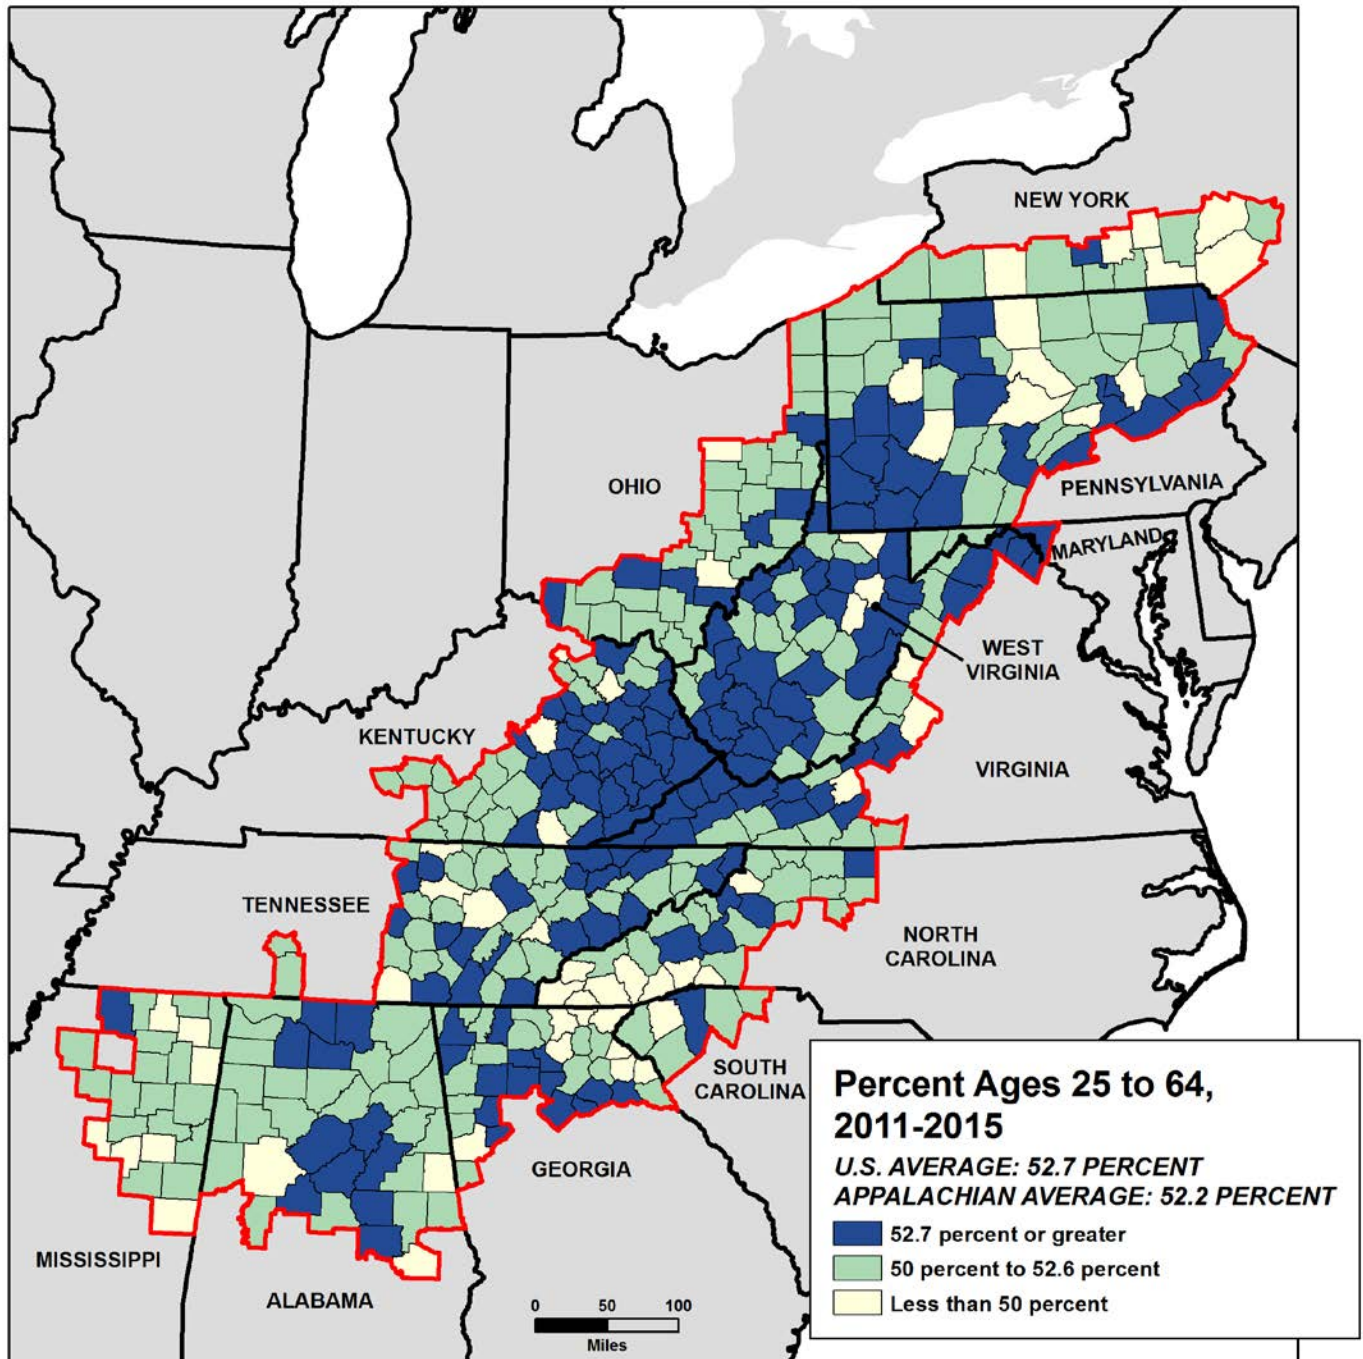 NEW YORK
OHIO
PENNSYLVANIA
MARYLAND
WEST
VIRGINIA
KENTUCKY
VIRGINIA
TENNESSEE
NORTH
CAROLINA
SOUTH
CAROLINA
GEORGIA
MISSISSIPPI
ALABAMA
0 50 100
Miles
Percent Ages 25 to 64,
2011-2015
U.S. AVERAGE: 52.7 PERCENT
APPALACHIAN AVERAGE: 52.2 PERCENT
52.7 percent or greater
50 percent to 52.6 percent
Less than 50 percent